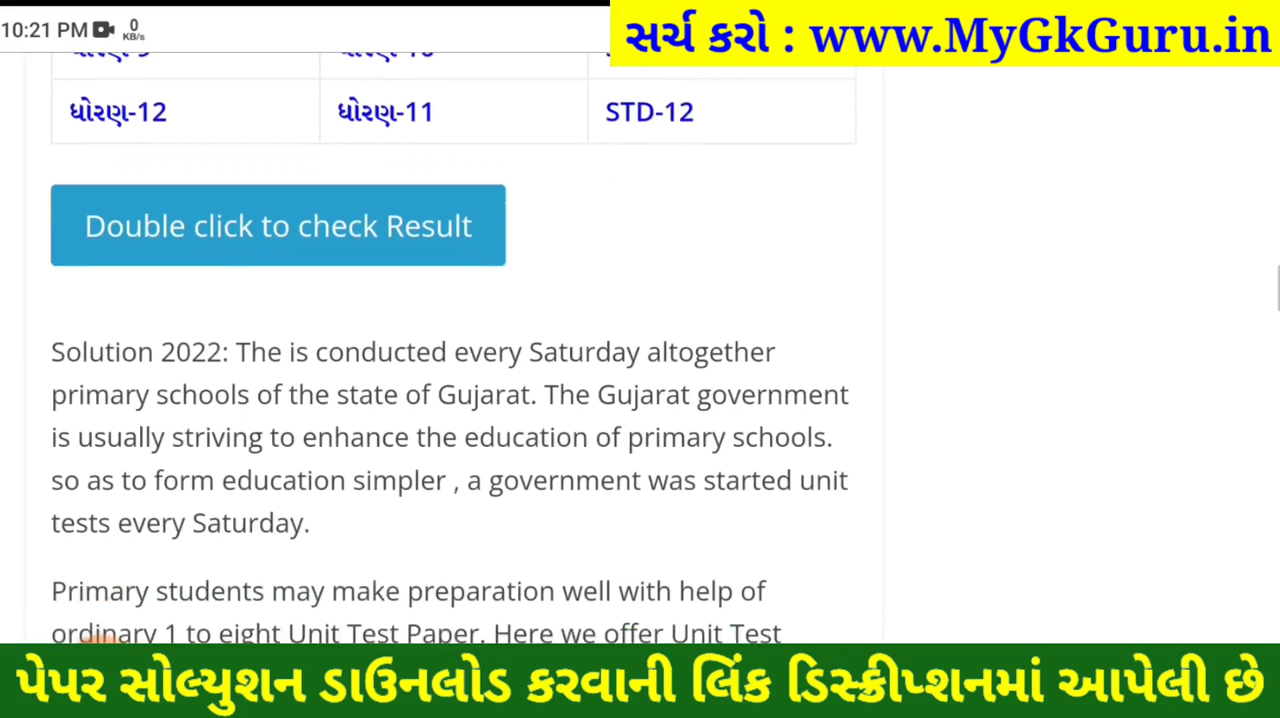 10:21 PM 0 KB/s
સર્ચ કરો : www.MyGkGuru.in
ધોરણ-12 ધોરણ-11 STD-12
Double click to check Result
Solution 2022: The is conducted every Saturday altogether
primary schools of the state of Gujarat. The Gujarat government
is usually striving to enhance the education of primary schools.
so as to form education simpler , a government was started unit
tests every Saturday.
Primary students may make preparation well with help of
ordinary 1 to eight Unit Test Paper. Here we offer Unit Test
પેપર સોલ્યુશન ડાઉનલોડ કરવાની લિંક ડિસ્ક્રીપ્શનમાં આપેલી છે